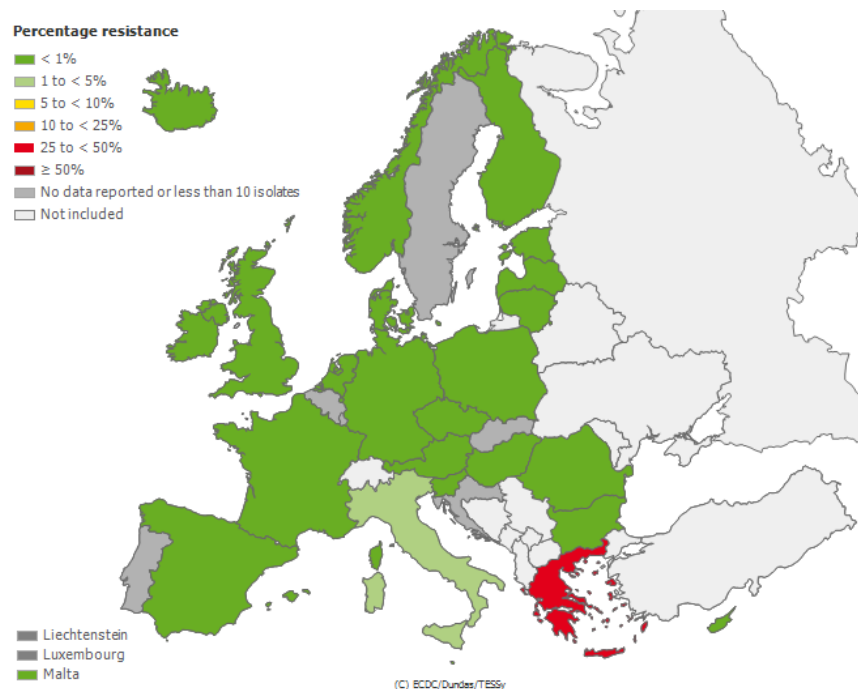 Percentage resistance
< 1%
1 to < 5%
5 to < 10%
10 to < 25%
25 to < 50%
≥ 50%
No data reported or less than 10 isolates
Not included
Liechtenstein
Luxembourg
Malta
(C) ECDC/Dundas/TESSy